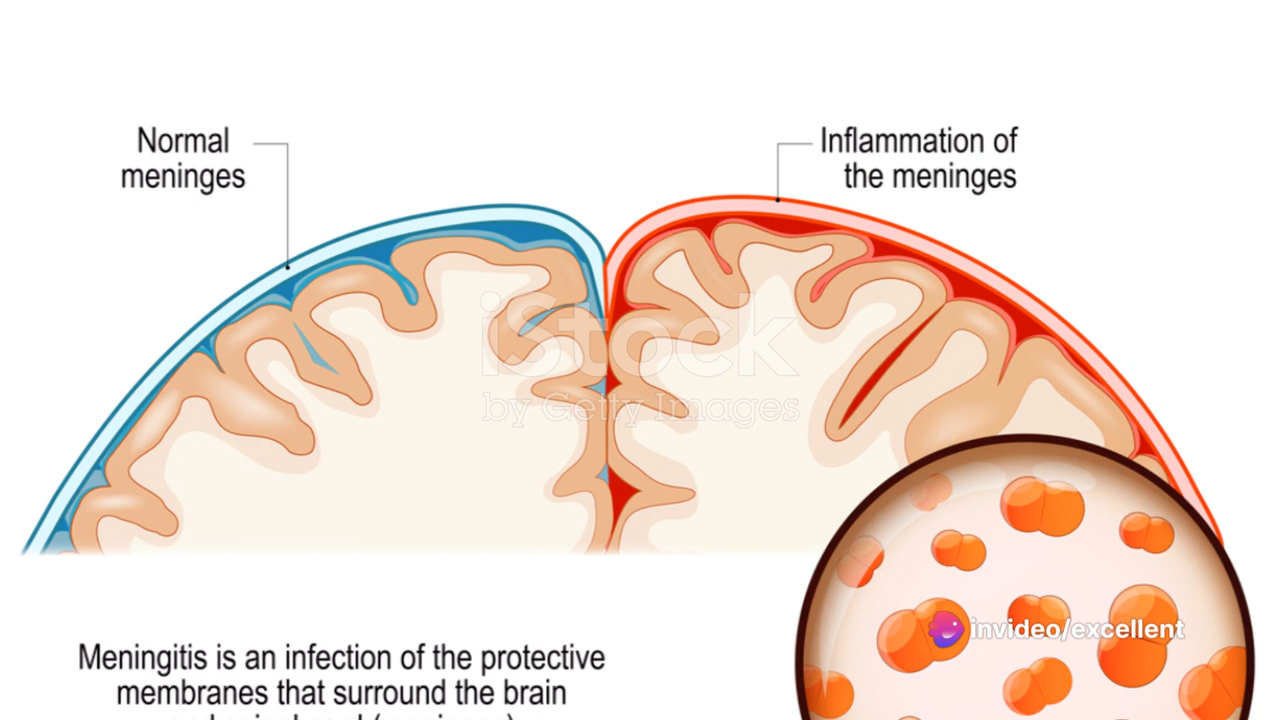 Normal
meninges
Inflammation of
the meninges
iStock
by Getty Images
invideo/excellent
Meningitis is an infection of the protective
membranes that surround the brain